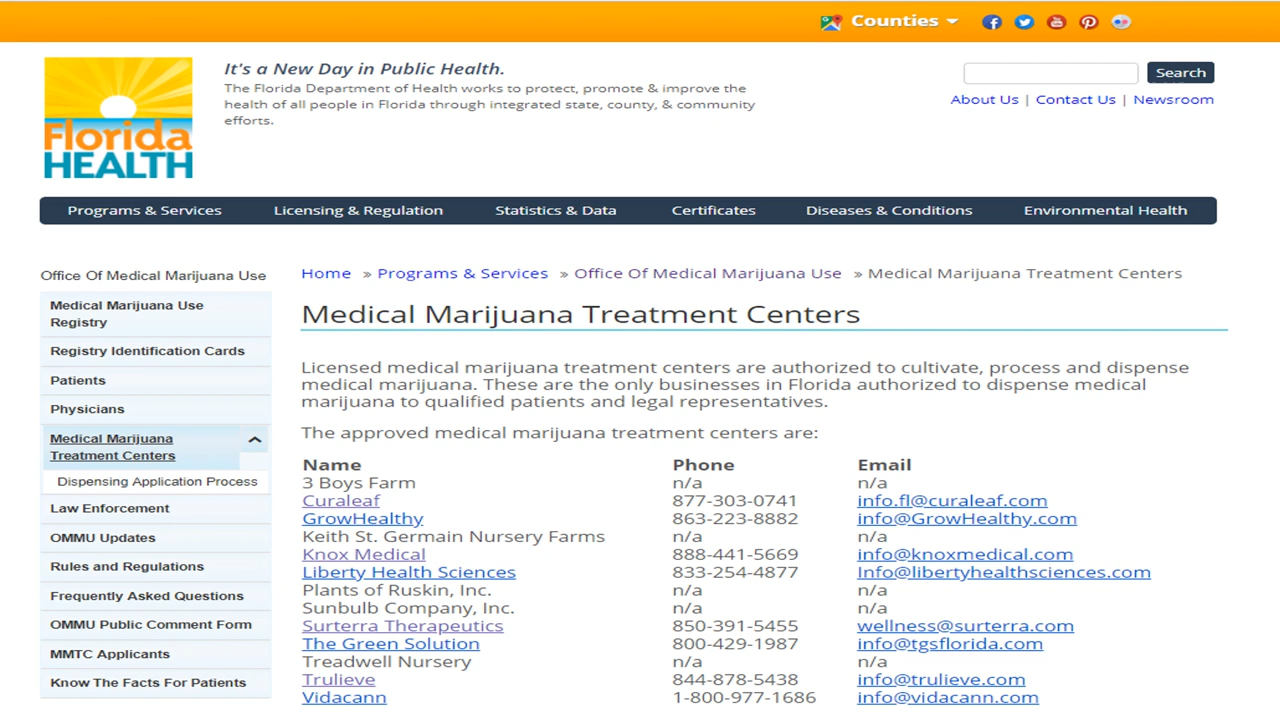 Counties
It's a New Day in Public Health.
The Florida Department of Health works to protect, promote & improve the
health of all people in Florida through integrated state, county, & community
efforts.
Search
About Us | Contact Us | Newsroom
Florida
HEALTH
Programs & Services Licensing & Regulation Statistics & Data Certificates Diseases & Conditions Environmental Health
Office Of Medical Marijuana Use
Medical Marijuana Use
Registry
Registry Identification Cards
Patients
Physicians
Medical Marijuana
Treatment Centers
Dispensing Application Process
Law Enforcement
OMMU Updates
Rules and Regulations
Frequently Asked Questions
OMMU Public Comment Form
MMTC Applicants
Know The Facts For Patients
Home » Programs & Services » Office Of Medical Marijuana Use » Medical Marijuana Treatment Centers
Medical Marijuana Treatment Centers
Licensed medical marijuana treatment centers are authorized to cultivate, process and dispense
medical marijuana. These are the only businesses in Florida authorized to dispense medical
marijuana to qualified patients and legal representatives.
The approved medical marijuana treatment centers are:
Name Phone Email
3 Boys Farm n/a n/a
Curaleaf 877-303-0741 info.fl@curaleaf.com
GrowHealthy 863-223-8882 info@GrowHealthy.com
Keith St. Germain Nursery Farms n/a n/a
Knox Medical 888-441-5669 info@knoxmedical.com
Liberty Health Sciences 833-254-4877 Info@libertyhealthsciences.com
Plants of Ruskin, Inc. n/a n/a
Sunbulb Company, Inc. n/a n/a
Surterra Therapeutics 850-391-5455 wellness@surterra.com
The Green Solution 800-429-1987 info@tgsflorida.com
Treadwell Nursery n/a n/a
Trulieve 844-878-5438 info@trulieve.com
Vidacann 1-800-977-1686 info@vidacann.com